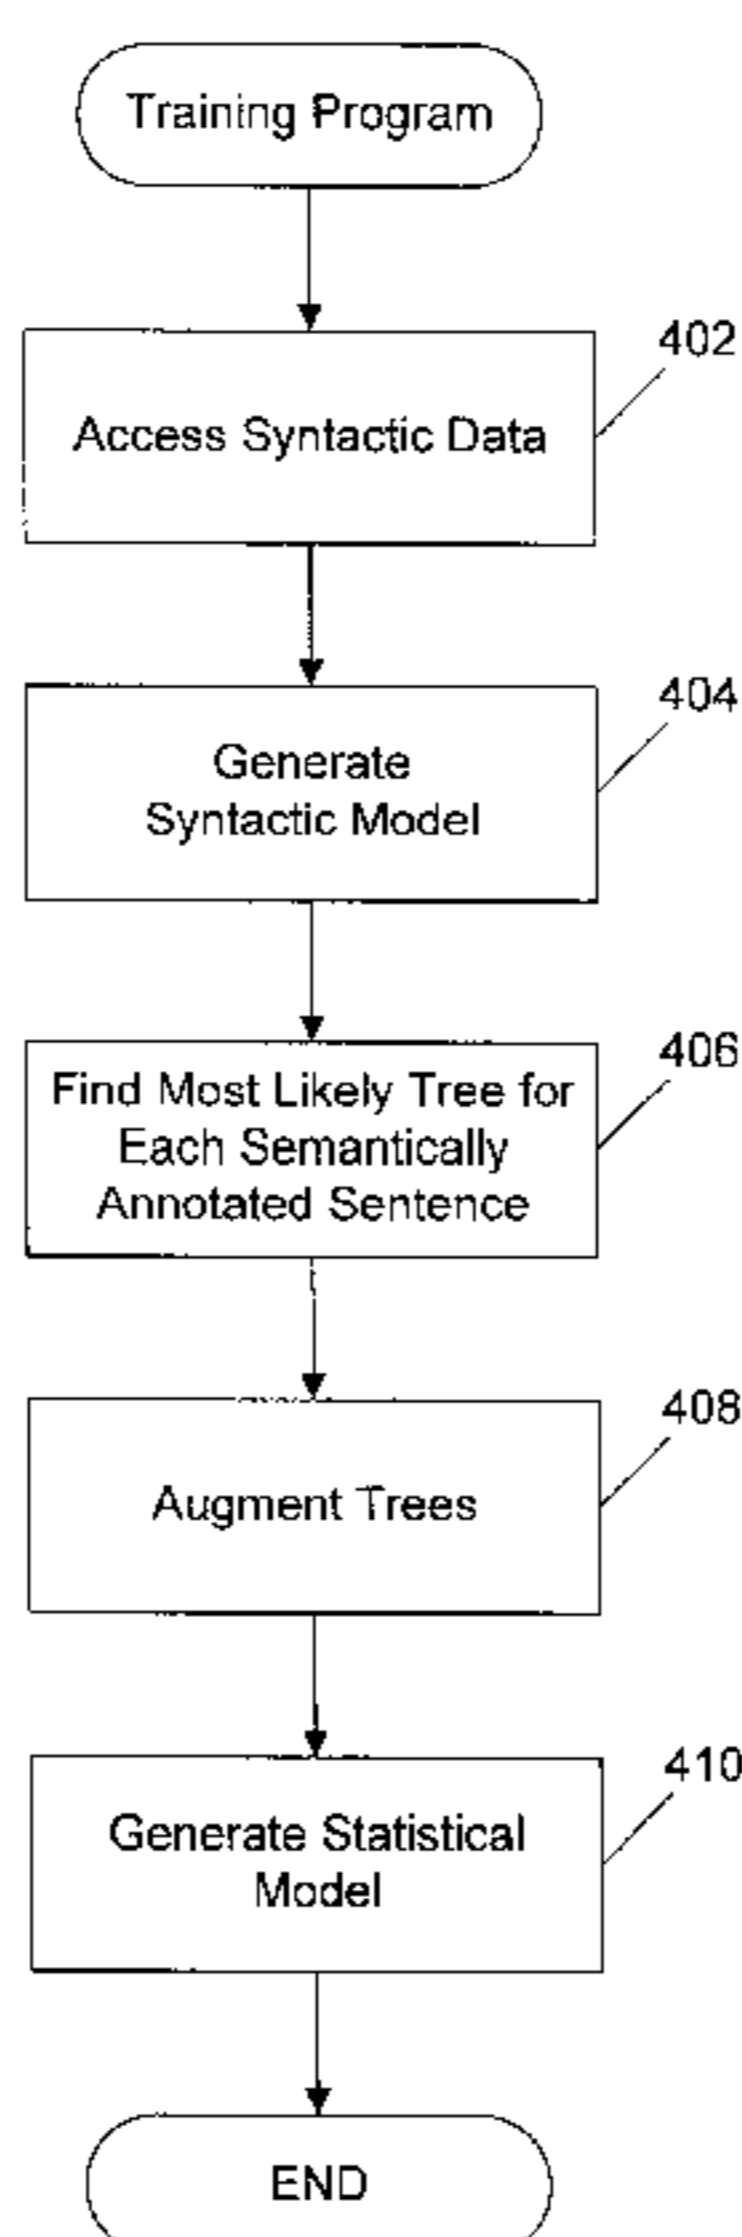 Training Program
402
Access Syntactic Data
404
Generate
Syntactic Model
406
Find Most Likely Tree for
Each Semantically
Annotated Sentence
408
Augment Trees
410
Generate Statistical
Model
END